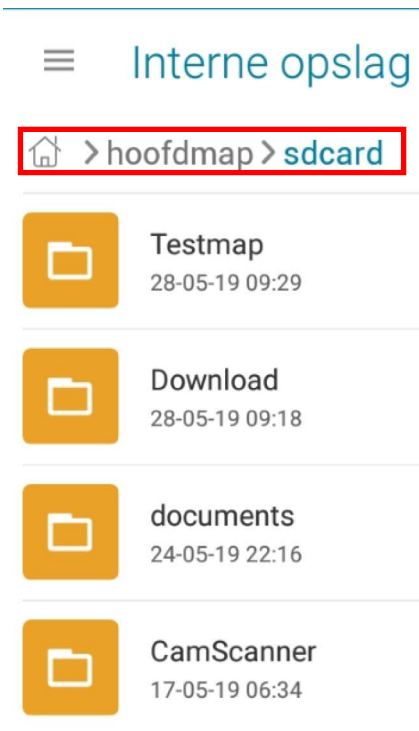 Interne opslag
> hoofdmap > sdcard
Testmap
28-05-19 09:29
Download
28-05-19 09:18
documents
24-05-19 22:16
CamScanner
17-05-19 06:34